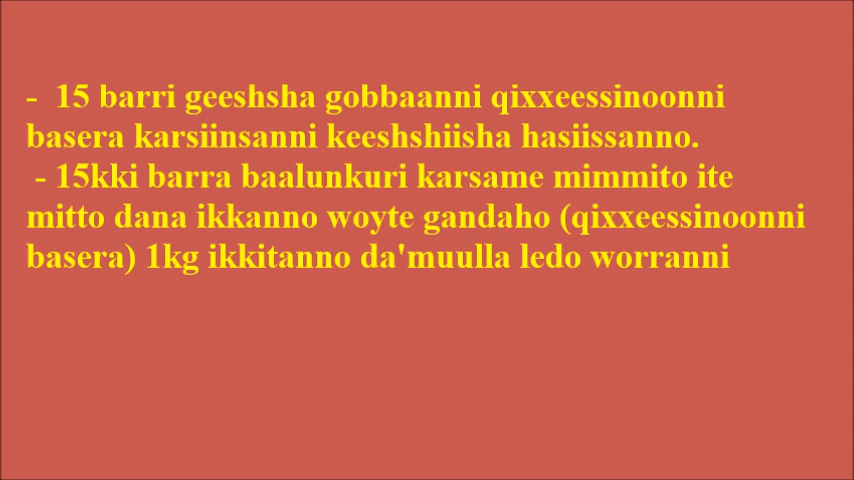 -  15 barri geeshsha gobbaanni qixxeessinoonni
basera karsiinsanni keeshshiisha hasiissanno.
- 15kki barra baalunkuri karsame mimmito ite
mitto dana ikkanno woyte gandaho (qixxeessinoonni
basera) 1kg ikkitanno da'muulla ledo worranni